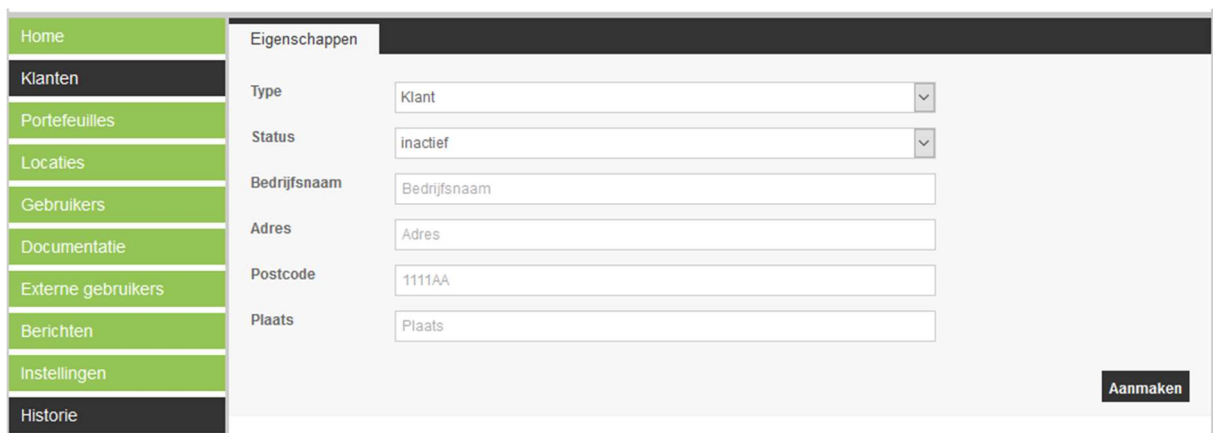 Home
Klanten
Portefeuilles
Locaties
Gebruikers
Documentatie
Externe gebruikers
Berichten
Instellingen
Historie
Eigenschappen
Type
Klant
Status
inactief
Bedrijfsnaam
Bedrijfsnaam
Adres
Adres
Postcode
1111AA
Plaats
Plaats
Aanmaken